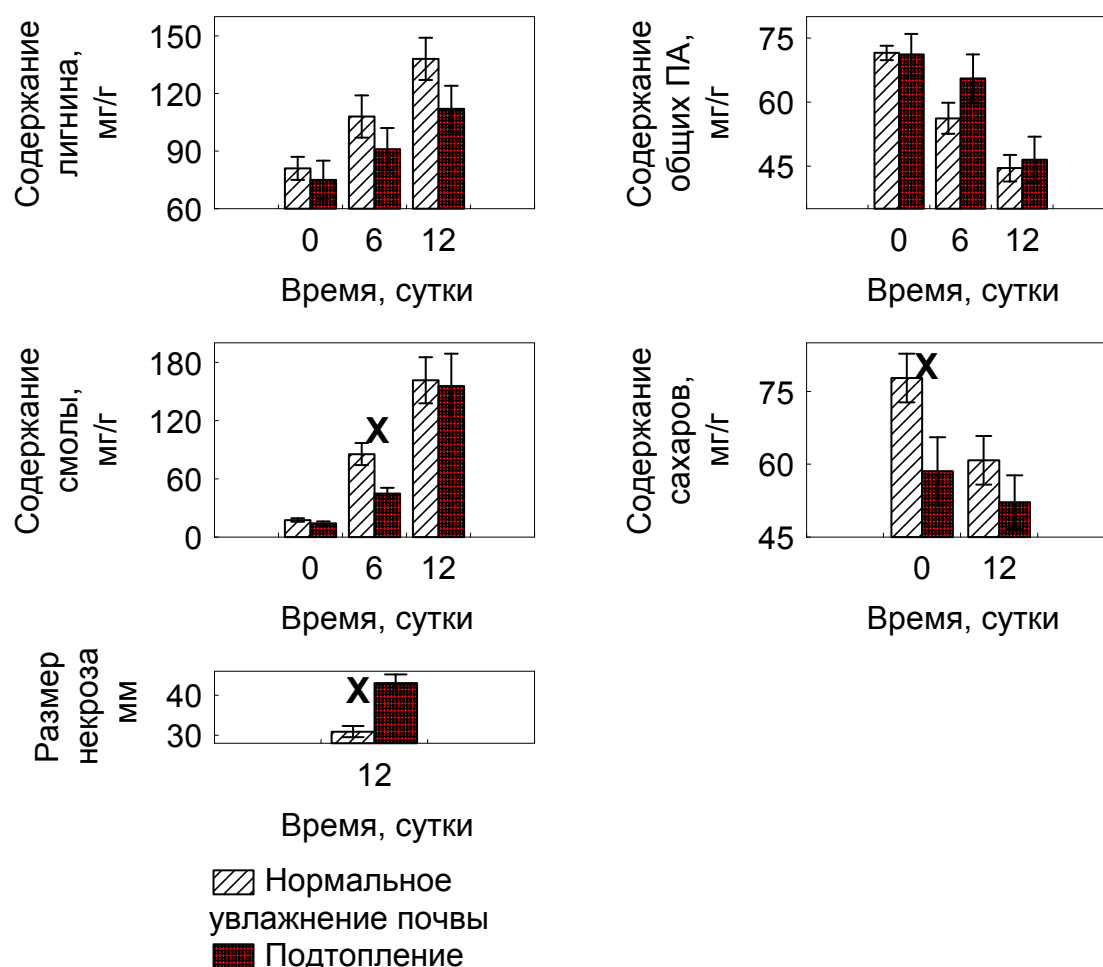 Содержание
лигнина,
мг/г
150
120
90
60
0 6 12
Время, сутки
Содержание
общих ПА,
мг/г
75
60
45
0 6 12
Время, сутки
Содержание
смолы,
мг/г
180
120
60
0
X
0 6 12
Время, сутки
Содержание
сахаров,
мг/г
75
60
45
X
0 12
Время, сутки
Размер
некроза
мм
40
30
X
12
Время, сутки
Нормальное
увлажнение почвы
Подтопление